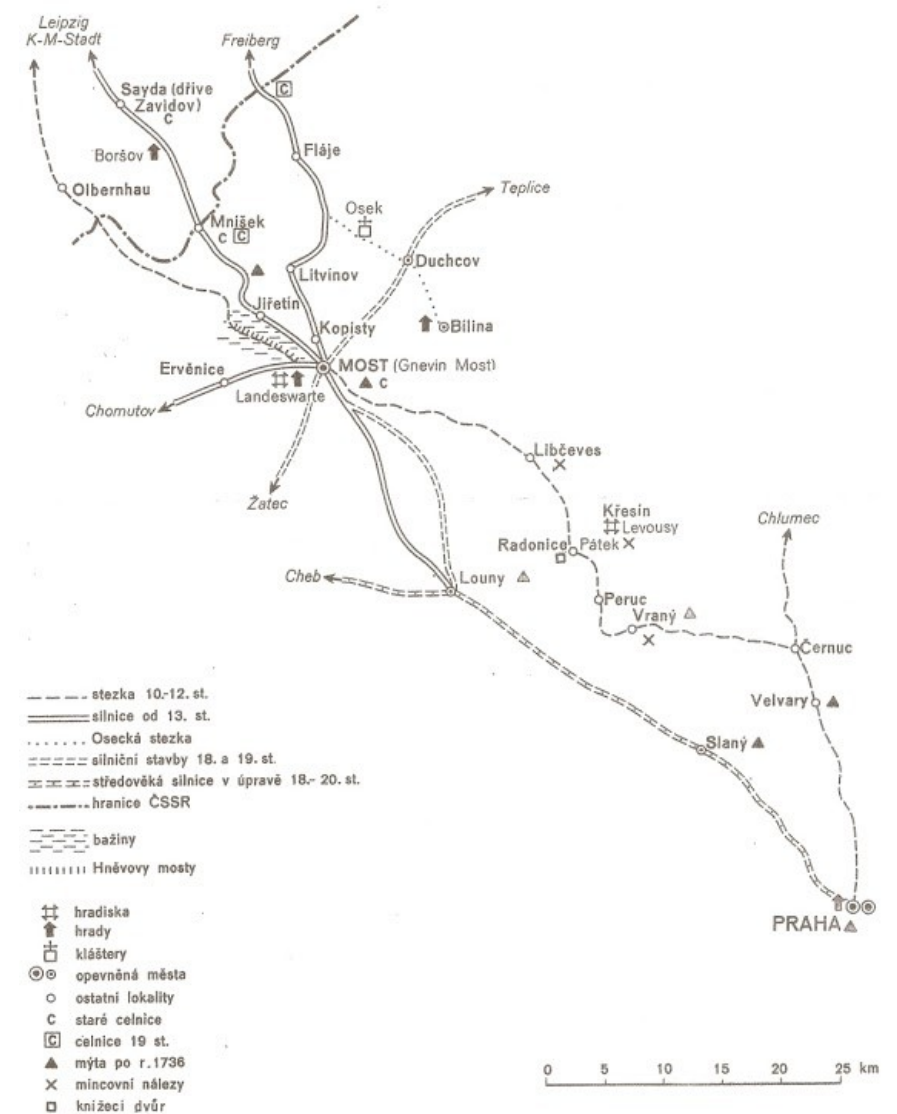 Leipzig
K-M-Stadt
Freiberg
Sayda (dříve
Zavidov)
C
C
Boršov
Fláje
Olbernhau
Teplice
Osek
Mníšek
C C
Duchcov
Litvínov
Jiřetín
Kopisty
Bílina
MOST (Gnevin Most)
Ervěnice
C
Landeswarte
Chomutov
Libčeves
Žatec
Křesín
Levousy
Chlumec
Radonice
Pátek
Cheb
Louny
Peruc
Vraný
Černuc
Velvary
Slaný
PRAHA
stezka 10.-12. st.
silnice od 13. st.
Osecká stezka
silniční stavby 18. a 19. st.
středověká silnice v úpravě 18.- 20. st.
hranice ČSSR
bažiny
Hněvovy mosty
hradiska
hrady
kláštery
opevněná města
ostatní lokality
C staré celnice
C celnice 19 st.
mýta po r. 1736
mincovní nálezy
knížecí dvůr
0 5 10 15 20 25 km